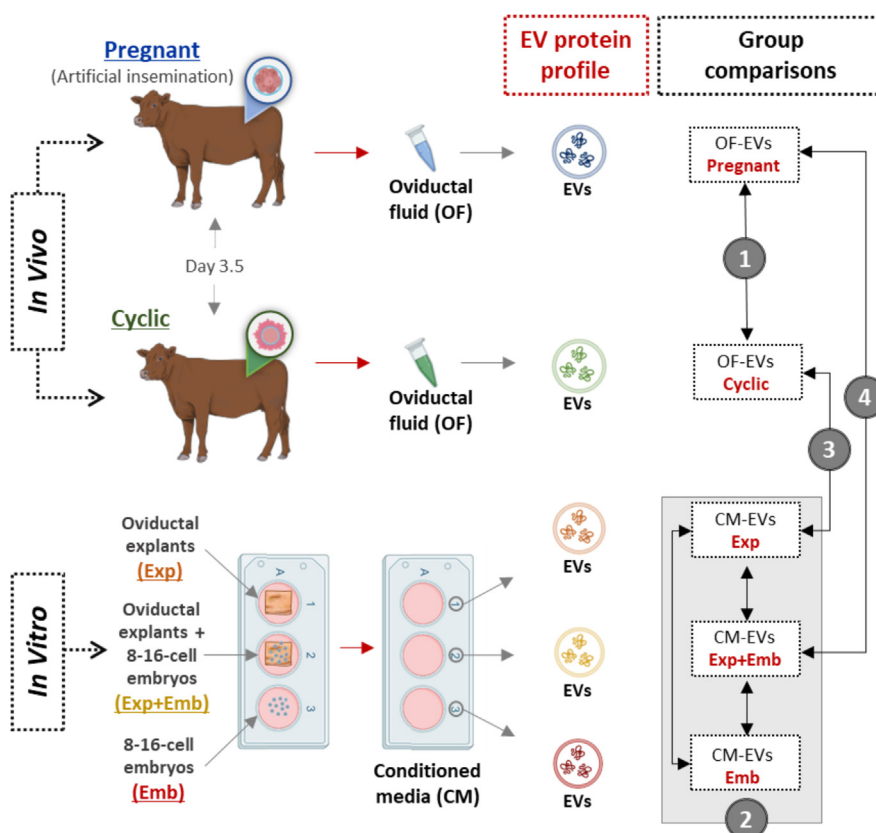 Pregnant
(Artificial insemination)
EV protein
profile
Group
comparisons
In Vivo
Oviductal
fluid (OF)
EVs
OF-EVs
Pregnant
1
Day 3.5
Cyclic
Oviductal
fluid (OF)
EVs
OF-EVs
Cyclic
4
3
In Vitro
Oviductal
explants
(Exp)
Oviductal
explants +
8-16-cell
embryos
(Exp+Emb)
8-16-cell
embryos
(Emb)
A
1
2
3
A
1
2
3
Conditioned
media (CM)
EVs
EVs
EVs
CM-EVs
Exp
CM-EVs
Exp+Emb
CM-EVs
Emb
2